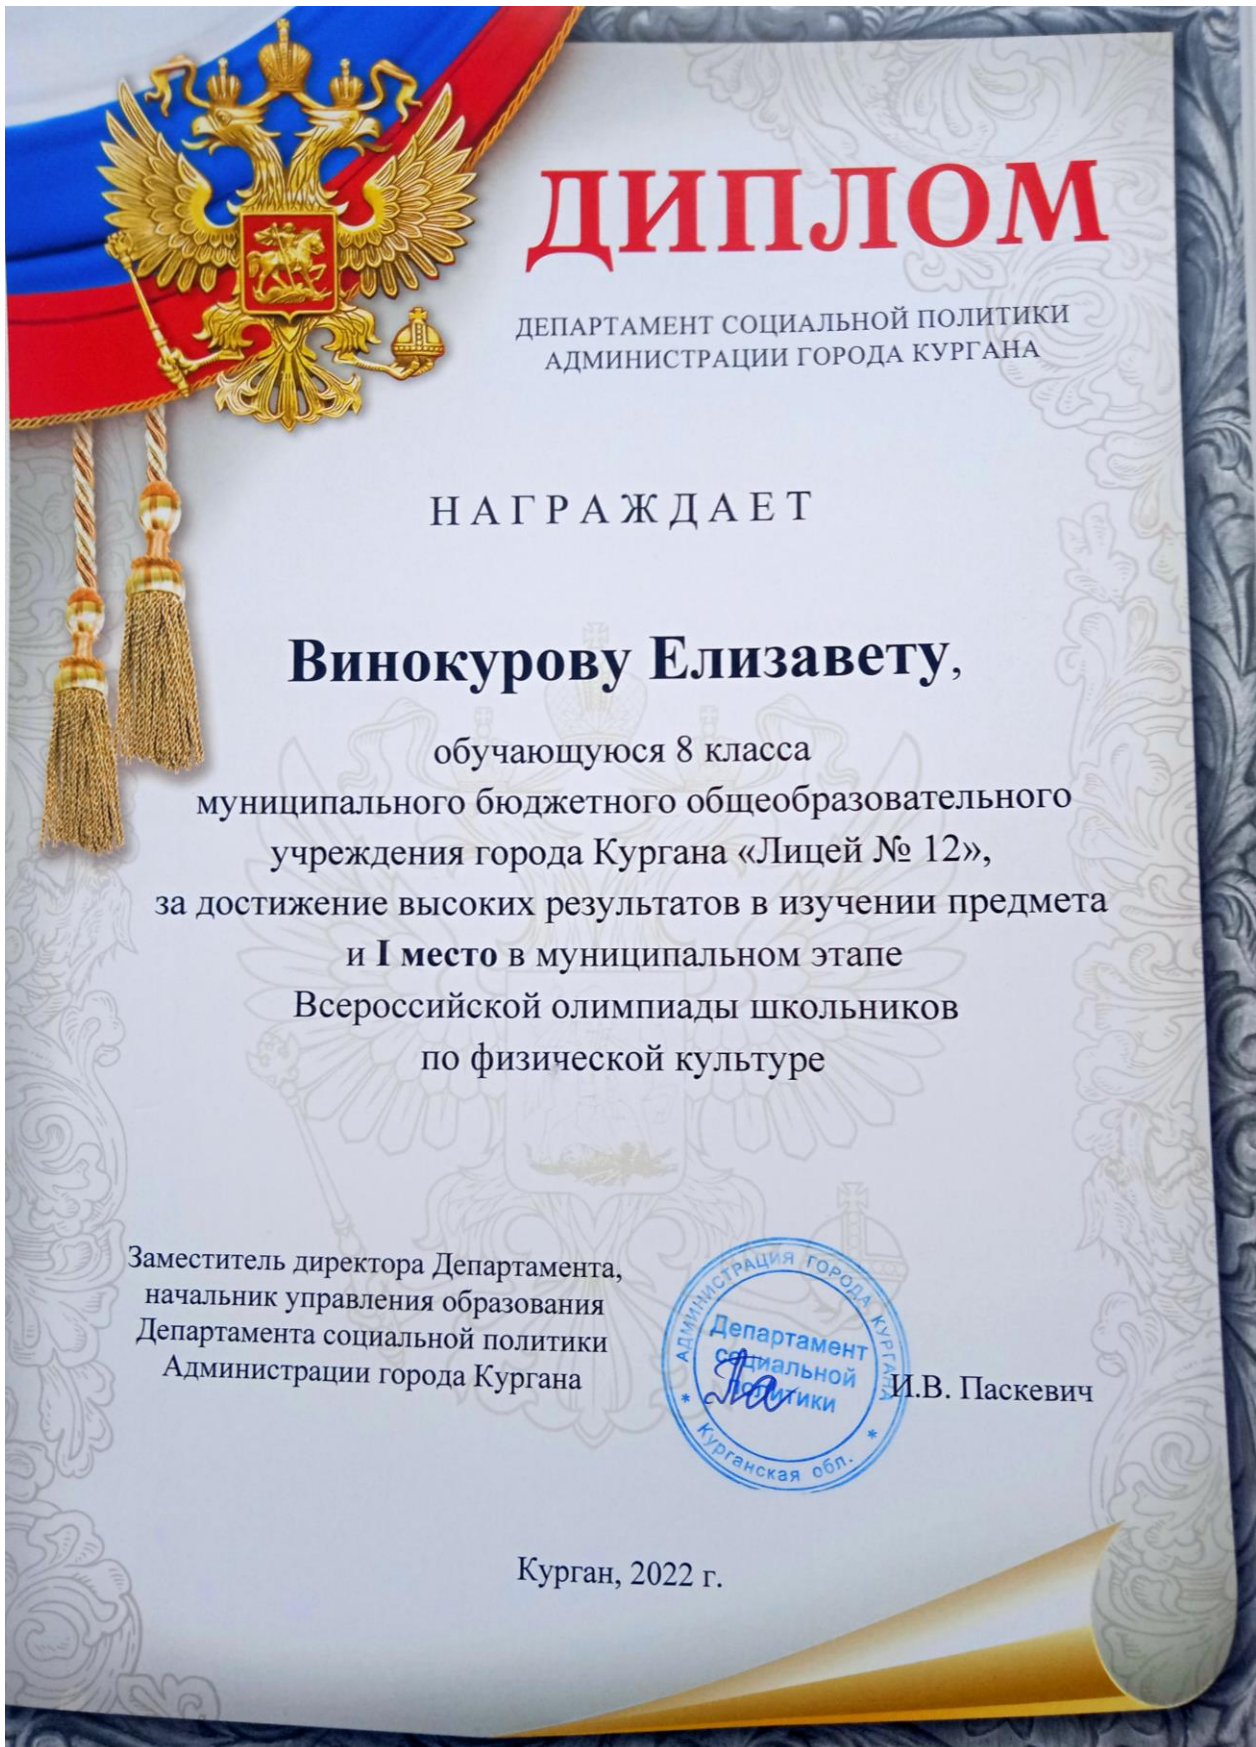 ДИПЛОМ
ДЕПАРТАМЕНТ СОЦИАЛЬНОЙ ПОЛИТИКИ
АДМИНИСТРАЦИИ ГОРОДА КУРГАНА
НАГРАЖДАЕТ
Винокурову Елизавету,
обучающуюся 8 класса
муниципального бюджетного общеобразовательного
учреждения города Кургана «Лицей № 12»,
за достижение высоких результатов в изучении предмета
и I место в муниципальном этапе
Всероссийской олимпиады школьников
по физической культуре
Заместитель директора Департамента,
начальник управления образования
Департамента социальной политики
Администрации города Кургана
АДМИНИСТРАЦИЯ ГОРОДА КУРГАНА
Департамент
социальной
политики
* Курганская обл. *
И.В. Паскевич
Курган, 2022 г.